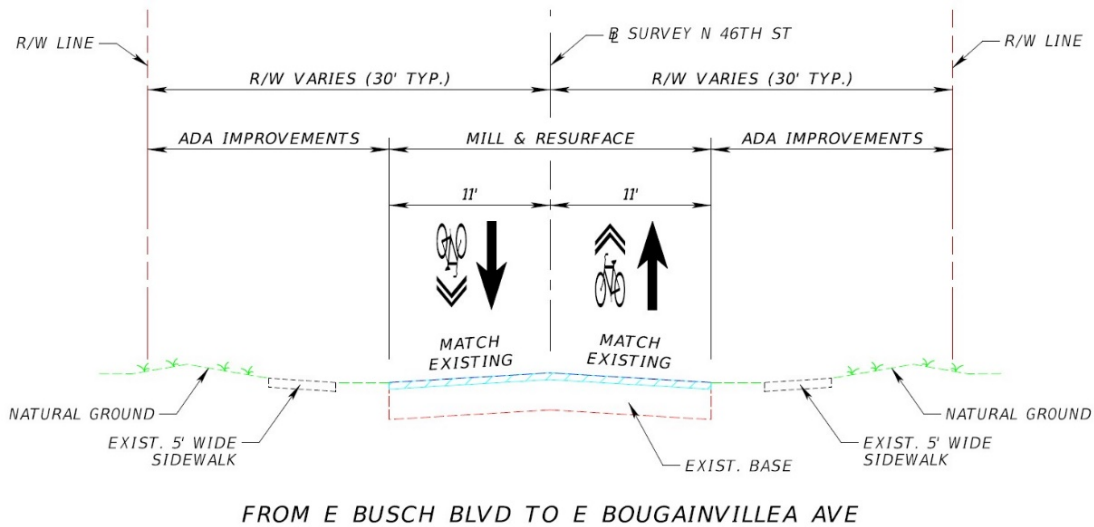 R/W LINE
℄ SURVEY N 46TH ST
R/W LINE
R/W VARIES (30' TYP.)
R/W VARIES (30' TYP.)
ADA IMPROVEMENTS
MILL & RESURFACE
ADA IMPROVEMENTS
11'
11'
MATCH
EXISTING
MATCH
EXISTING
NATURAL GROUND
NATURAL GROUND
EXIST. 5' WIDE
SIDEWALK
EXIST. BASE
EXIST. 5' WIDE
SIDEWALK
FROM E BUSCH BLVD TO E BOUGAINVILLEA AVE